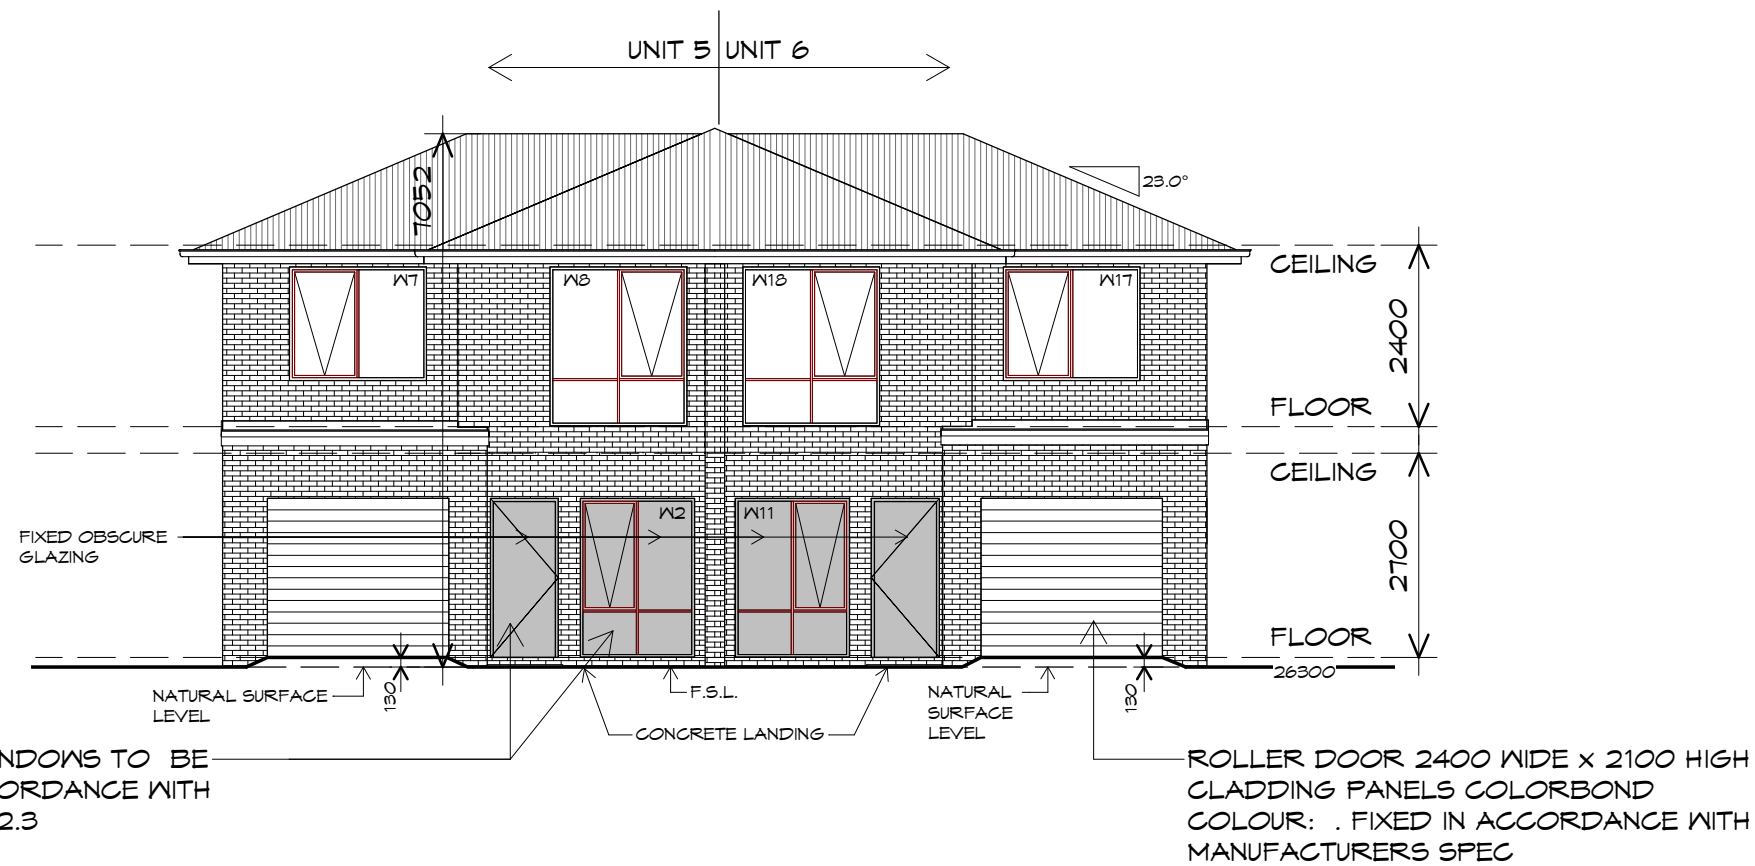 UNIT 5 UNIT 6
7052
23.0°
CEILING
W7 W8 W18 W17
2400
FLOOR
CEILING
W2 W11
FIXED OBSCURE
GLAZING
2700
FLOOR
26300
NATURAL SURFACE
LEVEL
130
F.S.L.
CONCRETE LANDING
NATURAL
SURFACE
LEVEL
130
NDOWS TO BE
ORDANCE WITH
2.3
ROLLER DOOR 2400 WIDE x 2100 HIGH
CLADDING PANELS COLORBOND
COLOUR: . FIXED IN ACCORDANCE WITH
MANUFACTURERS SPEC